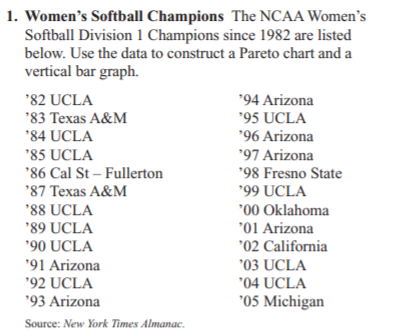 1. Women’s Softball Champions The NCAA Women’s
Softball Division 1 Champions since 1982 are listed
below. Use the data to construct a Pareto chart and a
vertical bar graph.
’82 UCLA
’83 Texas A&M
’84 UCLA
’85 UCLA
’86 Cal St – Fullerton
’87 Texas A&M
’88 UCLA
’89 UCLA
’90 UCLA
’91 Arizona
’92 UCLA
’93 Arizona
’94 Arizona
’95 UCLA
’96 Arizona
’97 Arizona
’98 Fresno State
’99 UCLA
’00 Oklahoma
’01 Arizona
’02 California
’03 UCLA
’04 UCLA
’05 Michigan
Source: New York Times Almanac.